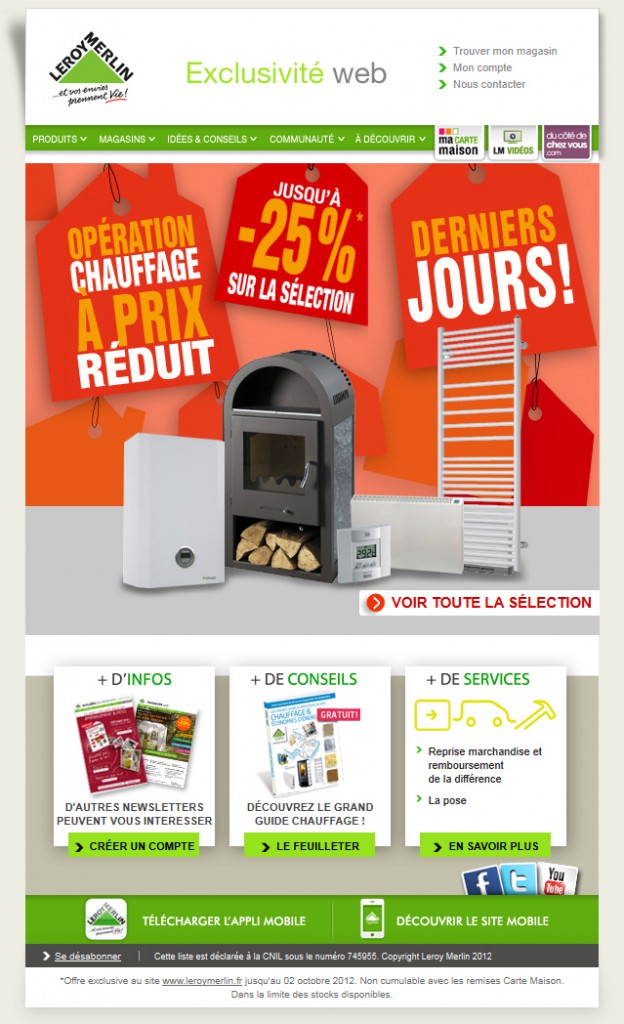 LEROY MERLIN
...et vos envies
prennent Vie!
Exclusivité web
Trouver mon magasin
Mon compte
Nous contacter
PRODUITS MAGASINS IDÉES & CONSEILS COMMUNAUTÉ À DÉCOUVRIR
ma CARTE
maison
LM VIDÉOS
du côté de
chez vous
.com
OPÉRATION
CHAUFFAGE
À PRIX
RÉDUIT
JUSQU'À
-25%*
SUR LA SÉLECTION
DERNIERS
JOURS!
VOIR TOUTE LA SÉLECTION
+ D'INFOS
D'AUTRES NEWSLETTERS
PEUVENT VOUS INTERESSER
CRÉER UN COMPTE
+ DE CONSEILS
CHAUFFAGE &
ÉCONOMIES D'ÉNERGIE
GRATUIT!
DÉCOUVREZ LE GRAND
GUIDE CHAUFFAGE !
LE FEUILLETER
+ DE SERVICES
Reprise marchandise et
remboursement
de la différence
La pose
EN SAVOIR PLUS
f
t
You
Tube
LEROY MERLIN
TÉLÉCHARGER L'APPLI MOBILE
DÉCOUVRIR LE SITE MOBILE
Se désabonner | Cette liste est déclarée à la CNIL sous le numéro 745955. Copyright Leroy Merlin 2012
*Offre exclusive au site www.leroymerlin.fr jusqu'au 02 octobre 2012. Non cumulable avec les remises Carte Maison.
Dans la limite des stocks disponibles.